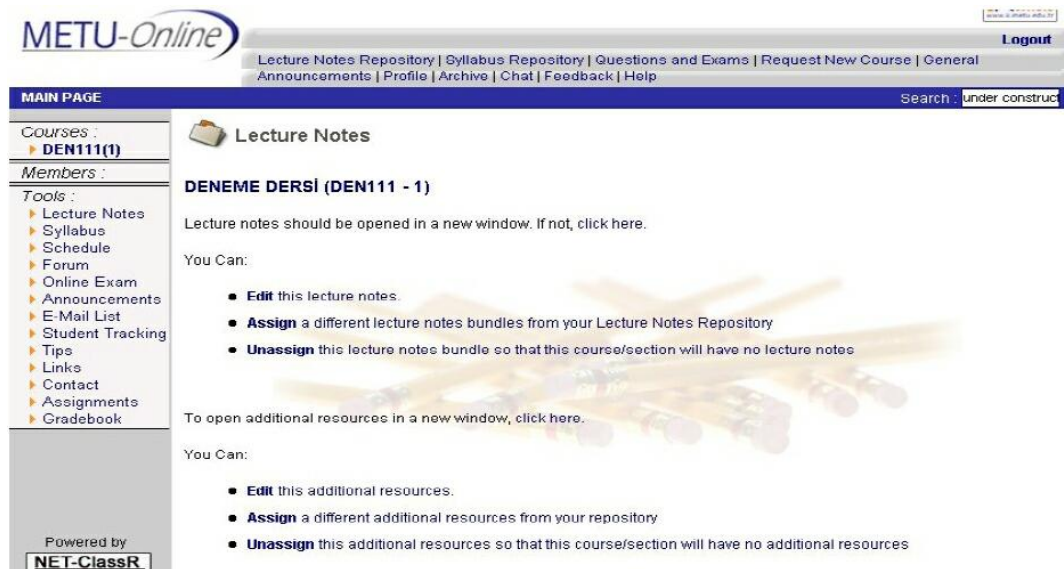 METU-Online
Logout
Lecture Notes Repository | Syllabus Repository | Questions and Exams | Request New Course | General
Announcements | Profile | Archive | Chat | Feedback | Help
MAIN PAGE
Search : under construct
Courses :
DEN111(1)
Members :
Tools :
Lecture Notes
Syllabus
Schedule
Forum
Online Exam
Announcements
E-Mail List
Student Tracking
Tips
Links
Contact
Assignments
Gradebook
Powered by
NET-ClassR
Lecture Notes
DENEME DERSİ (DEN111 - 1)
Lecture notes should be opened in a new window. If not, click here.
You Can:
Edit this lecture notes.
Assign a different lecture notes bundles from your Lecture Notes Repository
Unassign this lecture notes bundle so that this course/section will have no lecture notes
To open additional resources in a new window, click here.
You Can:
Edit this additional resources.
Assign a different additional resources from your repository
Unassign this additional resources so that this course/section will have no additional resources